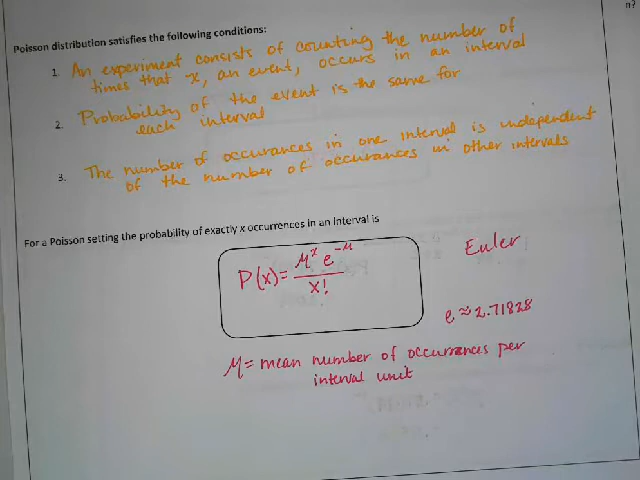 n?
Poisson distribution satisfies the following conditions:
1. An experiment consists of counting the number of
times that x, an event, occurs in an interval
2. Probability of the event is the same for
each interval
3. The number of occurances in one interval is independent
of the number of occurances in other intervals
For a Poisson setting the probability of exactly x occurrences in an interval is
P(x) = μ^x e^-μ / x!
Euler
e ≈ 2.71828
μ = mean number of occurrances per
interval unit